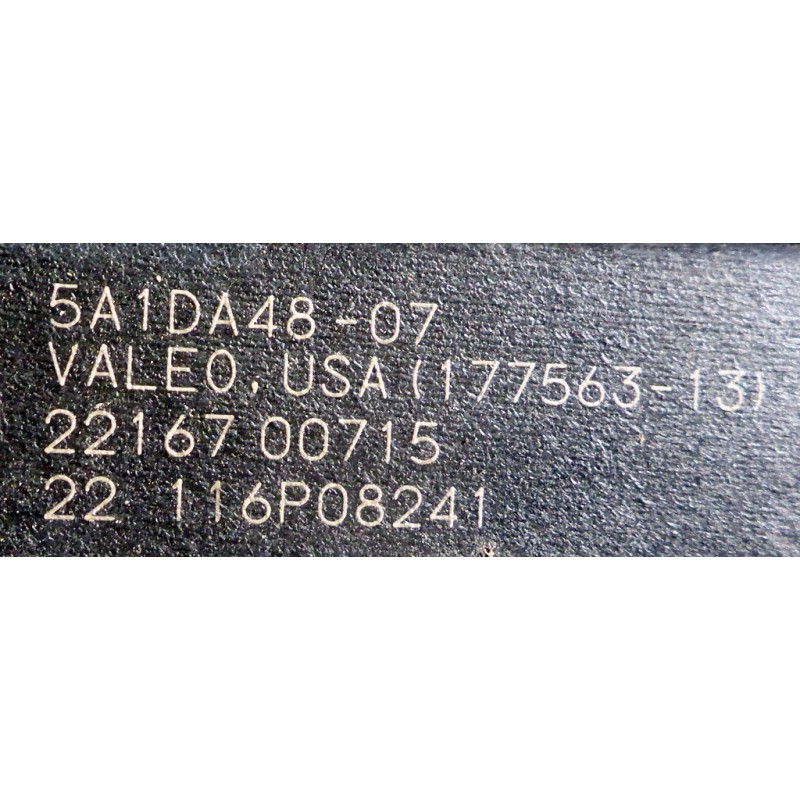 5A1DA48-07
VALEO, USA (177563-13)
22167 00715
22 116P08241